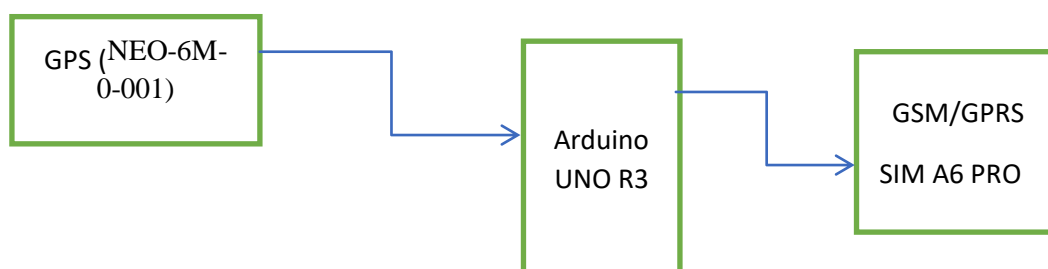 GPS (NEO-6M-
0-001)
Arduino
UNO R3
GSM/GPRS
SIM A6 PRO